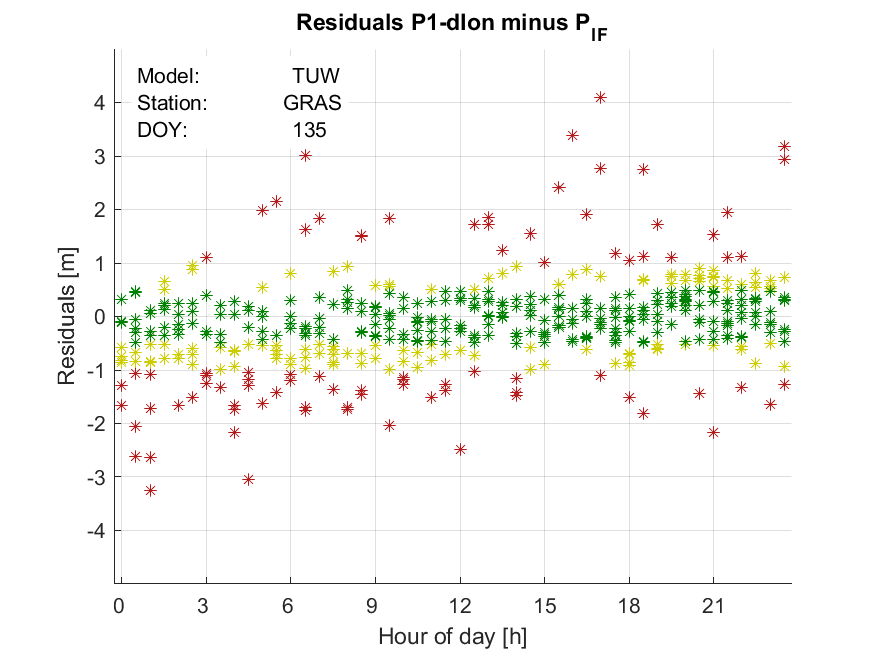 Residuals P1-dIon minus P_IF
Model: TUW
Station: GRAS
DOY: 135
4
3
2
1
0
-1
-2
-3
-4
Residuals [m]
0 3 6 9 12 15 18 21
Hour of day [h]